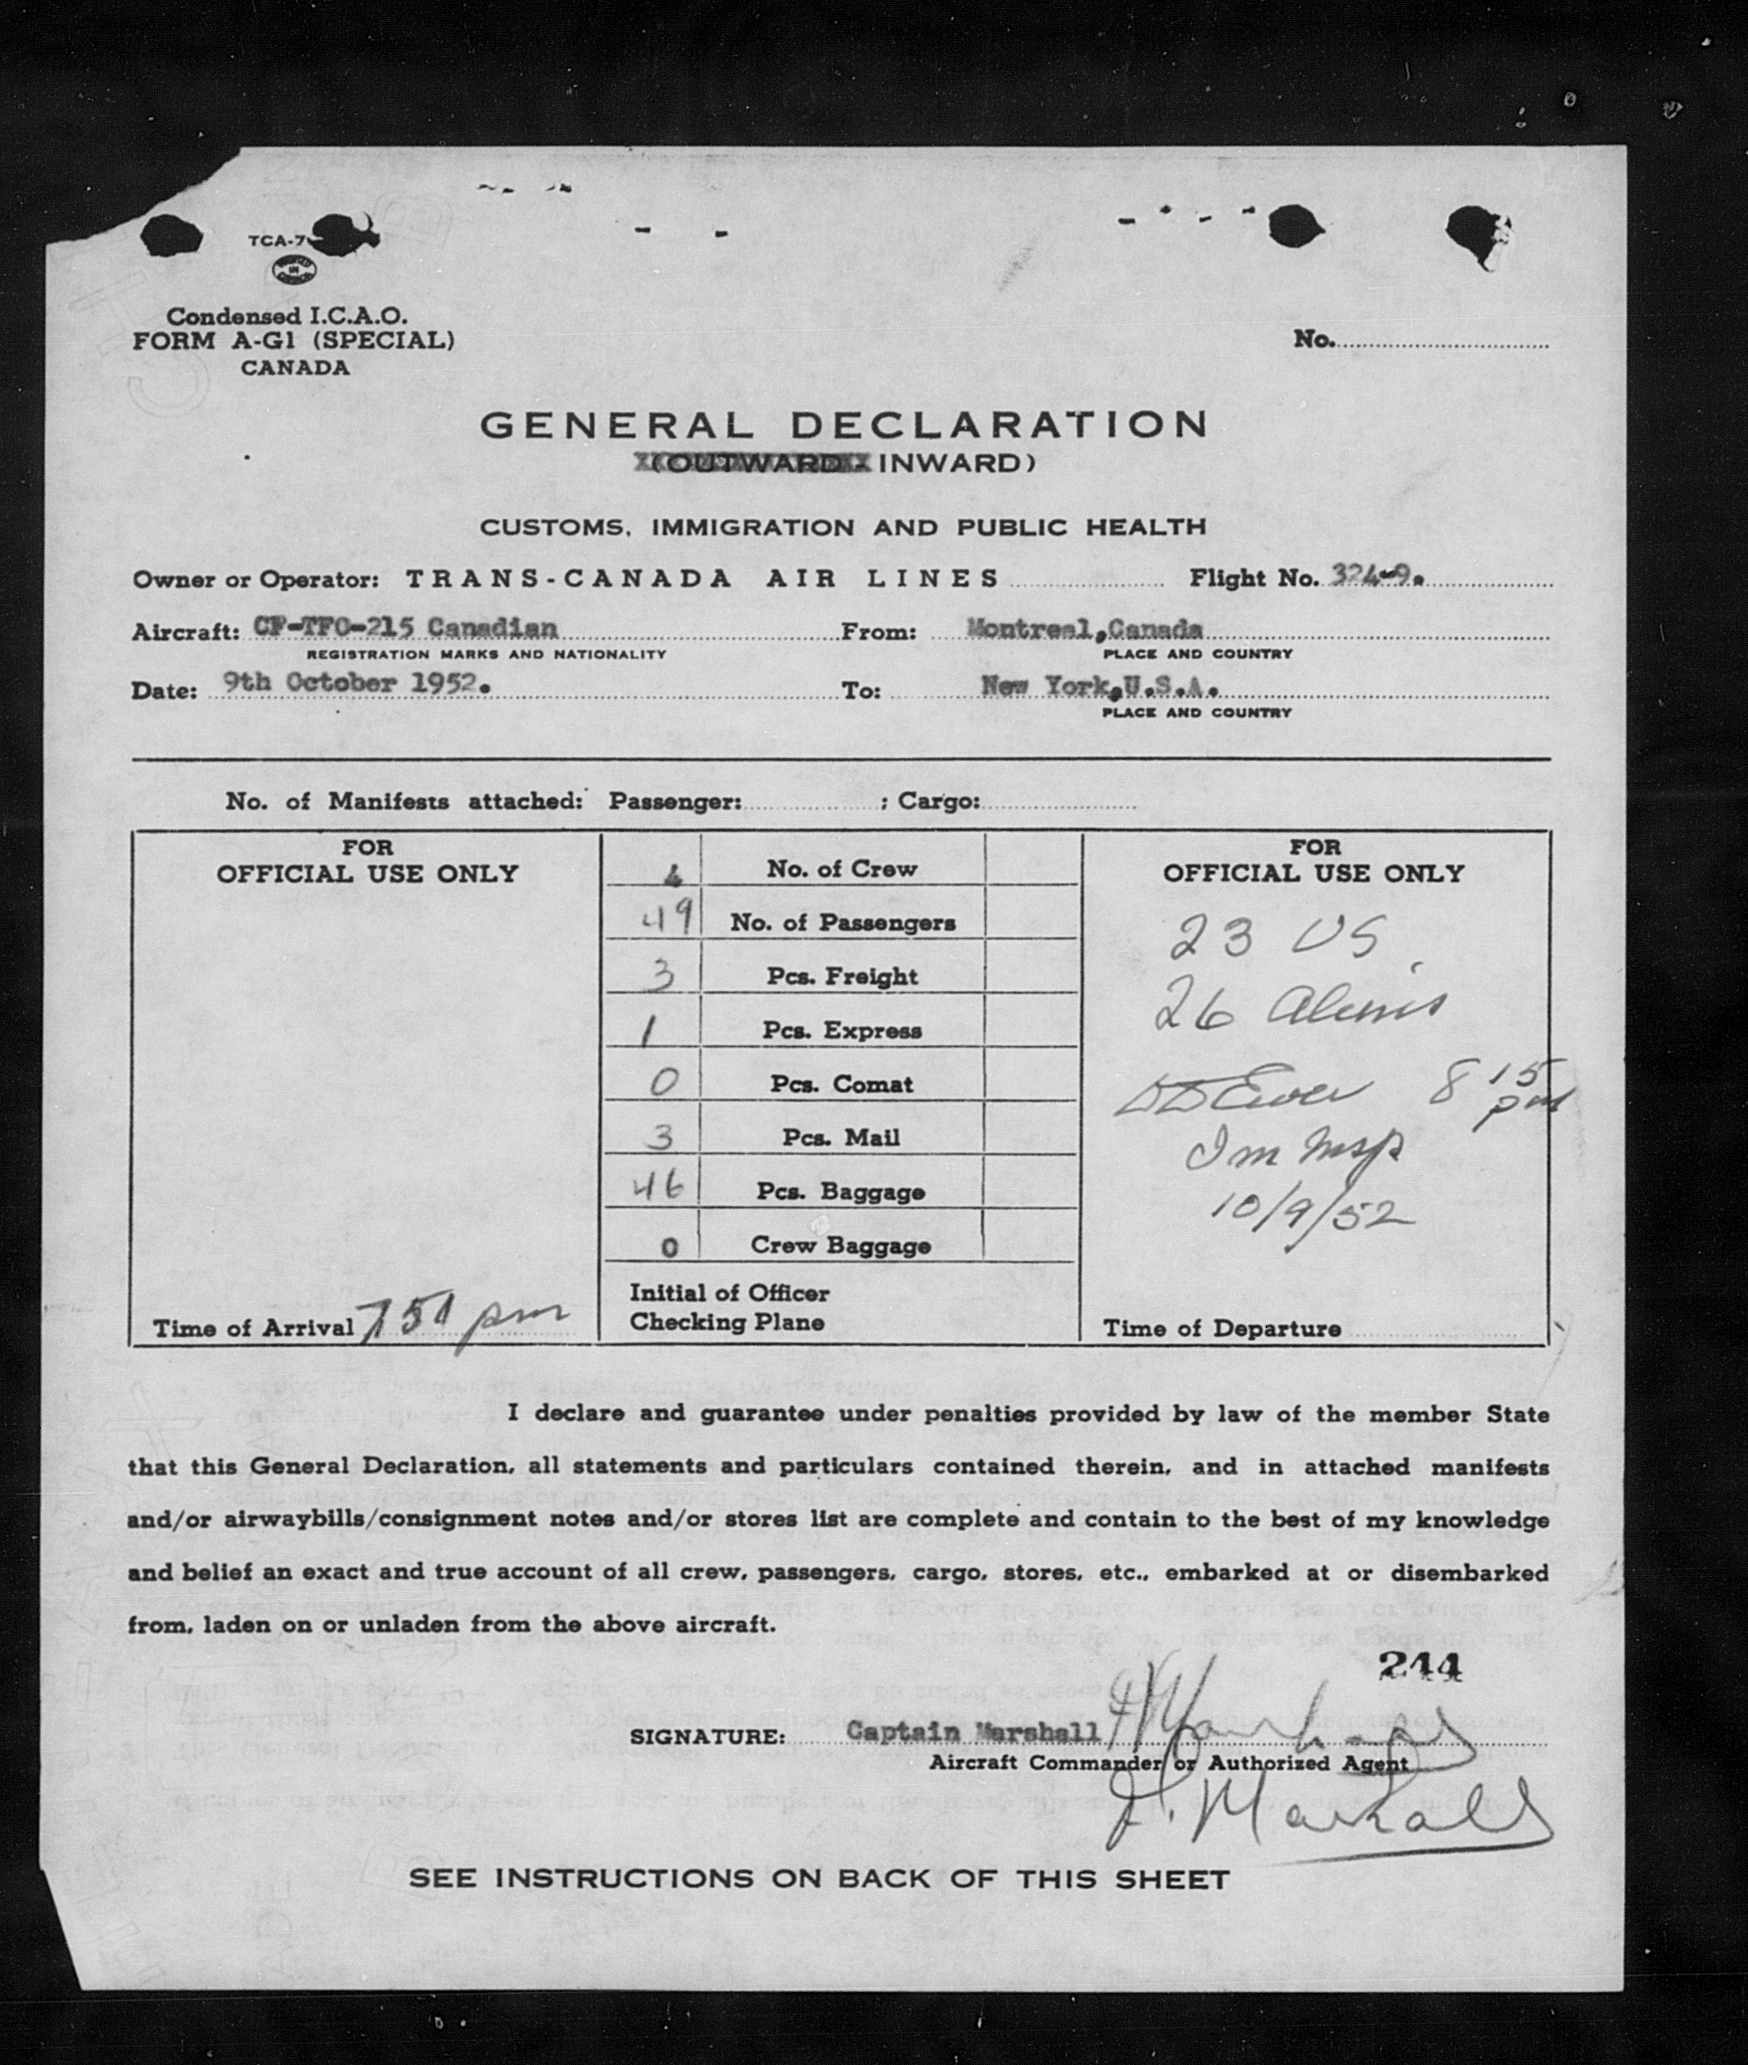 TCA-7
Condensed I.C.A.O.
FORM A-G1 (SPECIAL)
CANADA
No.
GENERAL DECLARATION
(OUTWARD - INWARD)
CUSTOMS, IMMIGRATION AND PUBLIC HEALTH
Owner or Operator: TRANS-CANADA AIR LINES Flight No. 324-9.
Aircraft: CF-TFO-215 Canadian From: Montreal,Canada
REGISTRATION MARKS AND NATIONALITY PLACE AND COUNTRY
Date: 9th October 1952. To: New York,U.S.A.
PLACE AND COUNTRY
No. of Manifests attached: Passenger: ; Cargo:
FOR
OFFICIAL USE ONLY
Time of Arrival 751 pm
No. of Crew
49 No. of Passengers
3 Pcs. Freight
1 Pcs. Express
0 Pcs. Comat
3 Pcs. Mail
46 Pcs. Baggage
0 Crew Baggage
Initial of Officer
Checking Plane
FOR
OFFICIAL USE ONLY
23 US
26 Aliens
8 15 pm
Im Insp
10/9/52
Time of Departure
I declare and guarantee under penalties provided by law of the member State
that this General Declaration, all statements and particulars contained therein, and in attached manifests
and/or airwaybills/consignment notes and/or stores list are complete and contain to the best of my knowledge
and belief an exact and true account of all crew, passengers, cargo, stores, etc., embarked at or disembarked
from, laden on or unladen from the above aircraft.
244
SIGNATURE: Captain Marshall
Aircraft Commander or Authorized Agent
H. Marshall
SEE INSTRUCTIONS ON BACK OF THIS SHEET